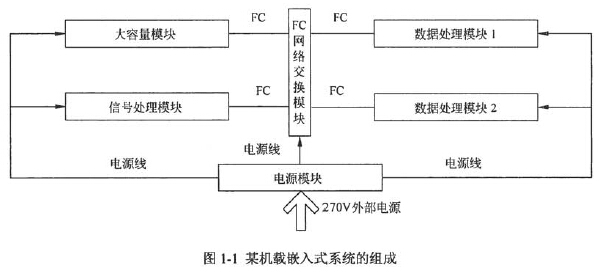 大容量模块
FC
FC网络交换模块
FC
数据处理模块 1
信号处理模块
FC
FC
数据处理模块 2
电源线
电源线
电源线
电源模块
270V外部电源
图 1-1 某机载嵌入式系统的组成